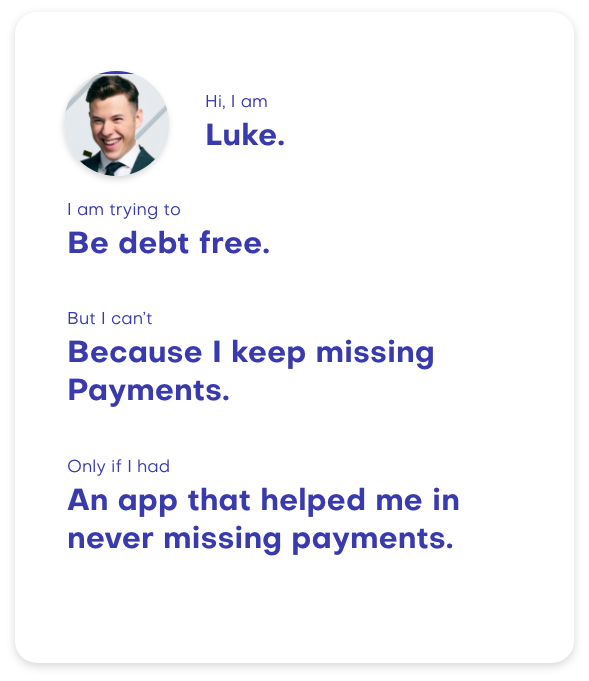 Hi, I am
Luke.
I am trying to
Be debt free.
But I can't
Because I keep missing
Payments.
Only if I had
An app that helped me in
never missing payments.